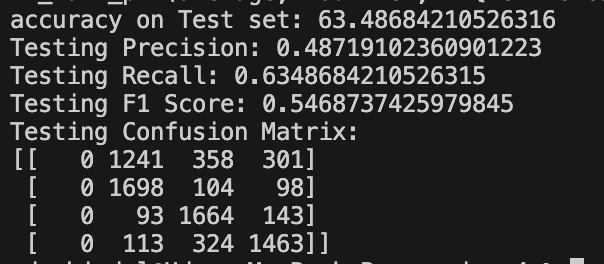 accuracy on Test set: 63.48684210526316
Testing Precision: 0.48719102360901223
Testing Recall: 0.6348684210526315
Testing F1 Score: 0.5468737425979845
Testing Confusion Matrix:
[[   0 1241  358  301]
 [   0 1698  104   98]
 [   0   93 1664  143]
 [   0  113  324 1463]]